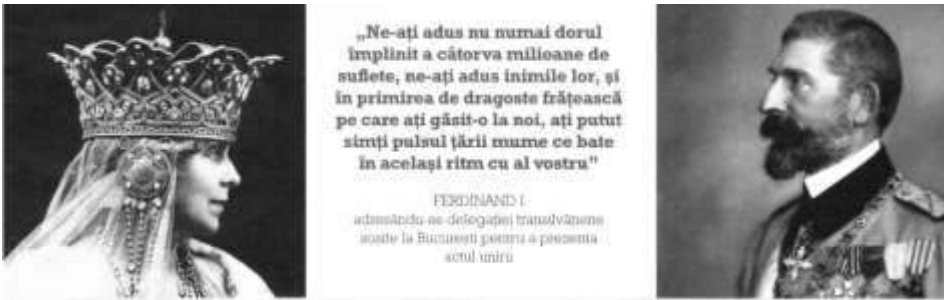 „Ne-ați adus nu numai dorul
împlinit a câtorva milioane de
suflete, ne-ați adus inimile lor, și
în primirea de dragoste frățească
pe care ați găsit-o la noi, ați putut
simți pulsul țării mume ce bate
în același ritm cu al vostru”
FERDINAND I
adresându-se delegației transilvănene
sosite la București pentru a prezenta
actul unirii